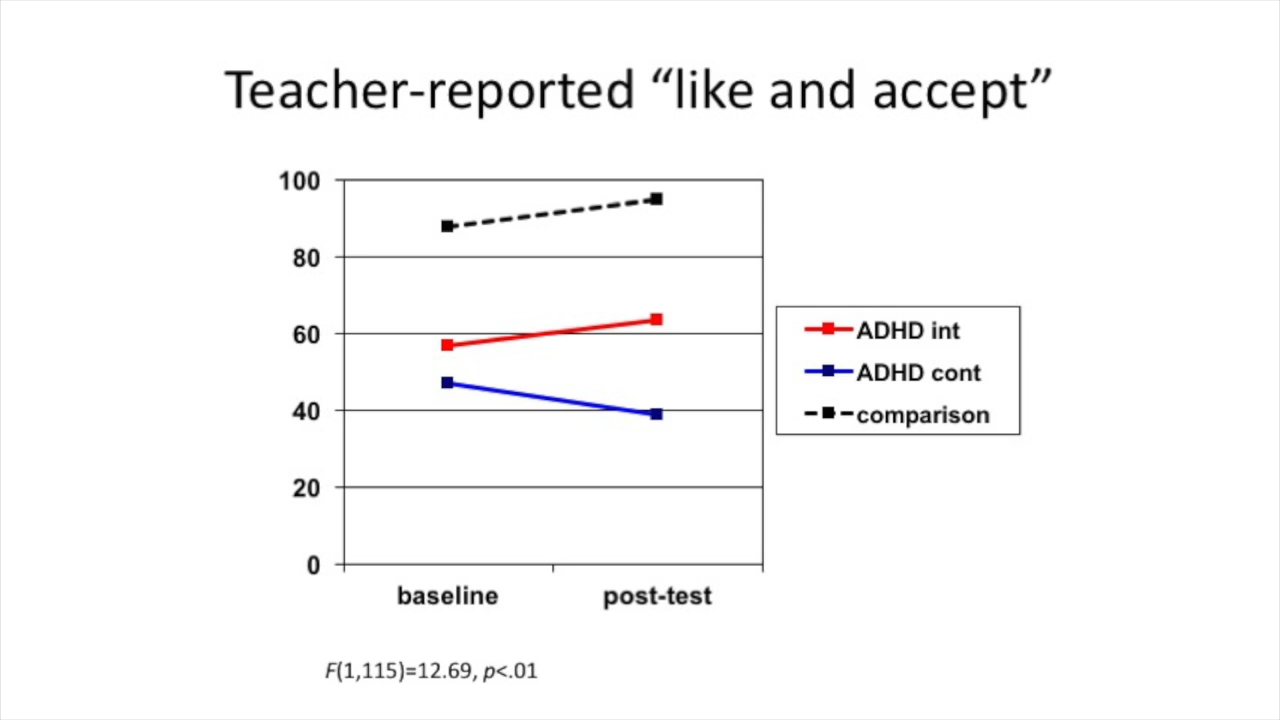 Teacher-reported “like and accept”
100
80
60
40
20
0
baseline post-test
ADHD int
ADHD cont
comparison
F(1,115)=12.69, p<.01